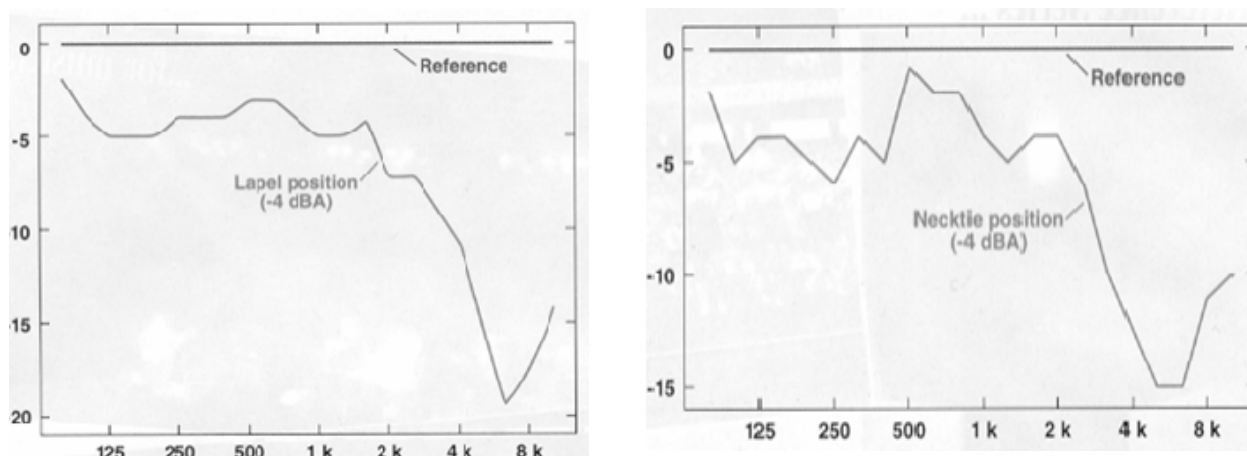 0
Reference
-5
Lapel position
(-4 dBA)
10
15
20
125 250 500 1 k 2 k 4 k 8 k
0
Reference
-5
Necktie position
(-4 dBA)
-10
-15
125 250 500 1 k 2 k 4 k 8 k